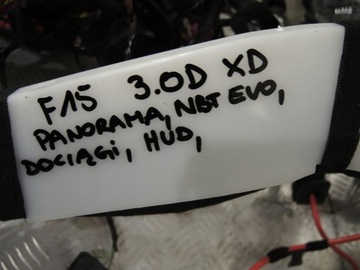 F15 3.0D XD
PANORAMA, NBT EVO,
DOCIĄGi, HUD,